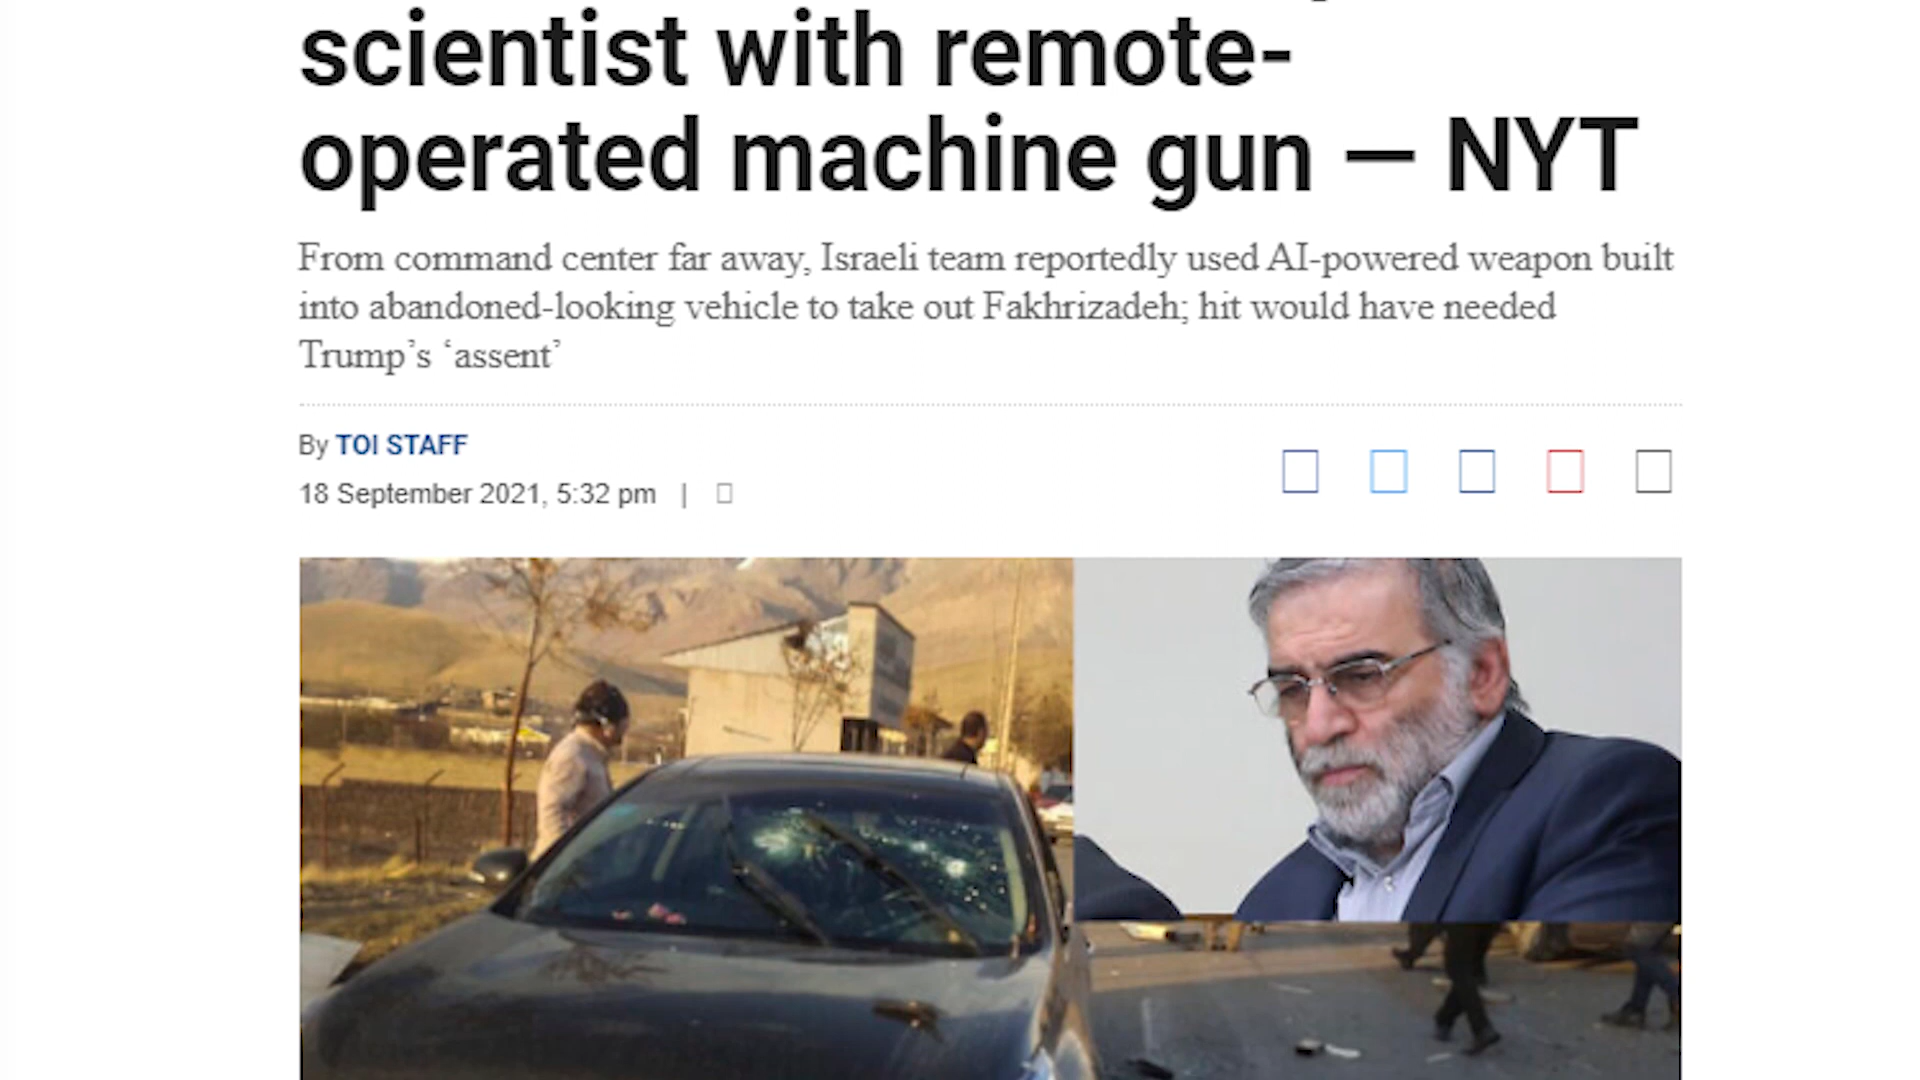 scientist with remote-
operated machine gun — NYT
From command center far away, Israeli team reportedly used AI-powered weapon built
into abandoned-looking vehicle to take out Fakhrizadeh; hit would have needed
Trump’s ‘assent’
By TOI STAFF
18 September 2021, 5:32 pm |